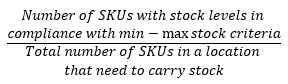 Number of SKUs with stock levels in
compliance with min − max stock criteria
Total number of SKUs in a location
that need to carry stock